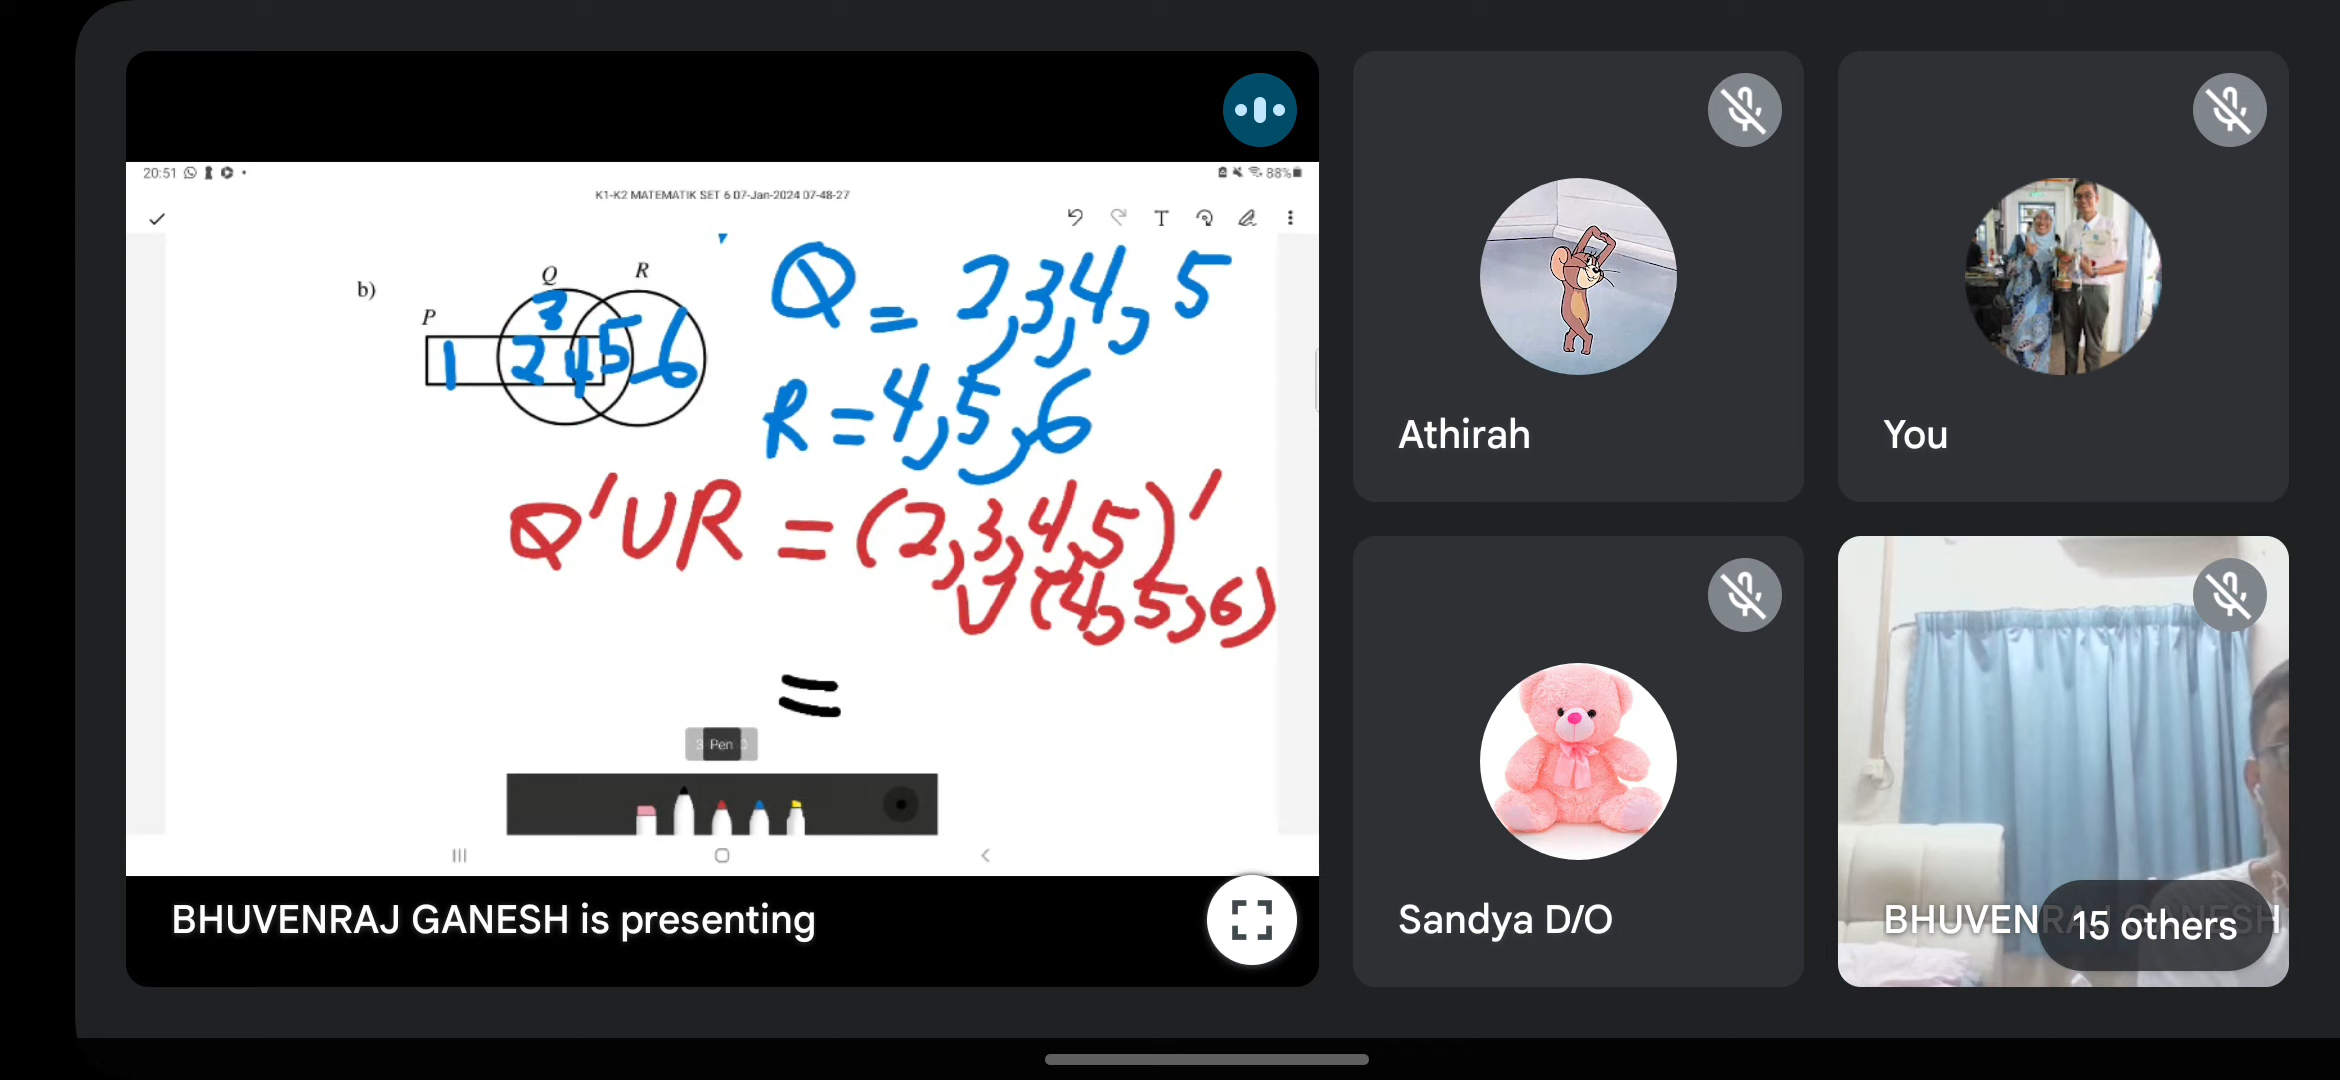 20:51
88%
K1-K2 MATEMATIK SET 6 07-Jan-2024 07-48-27
T
b)
P
Q
R
1
2
3
4
5
6
Q = 2,3,4,5
R = 4,5,6
Q'UR = (2,3,4,5)'
U (4,5,6)
=
Pen
BHUVENRAJ GANESH is presenting
Athirah
You
Sandya D/O
BHUVENRAJ GANESH
15 others